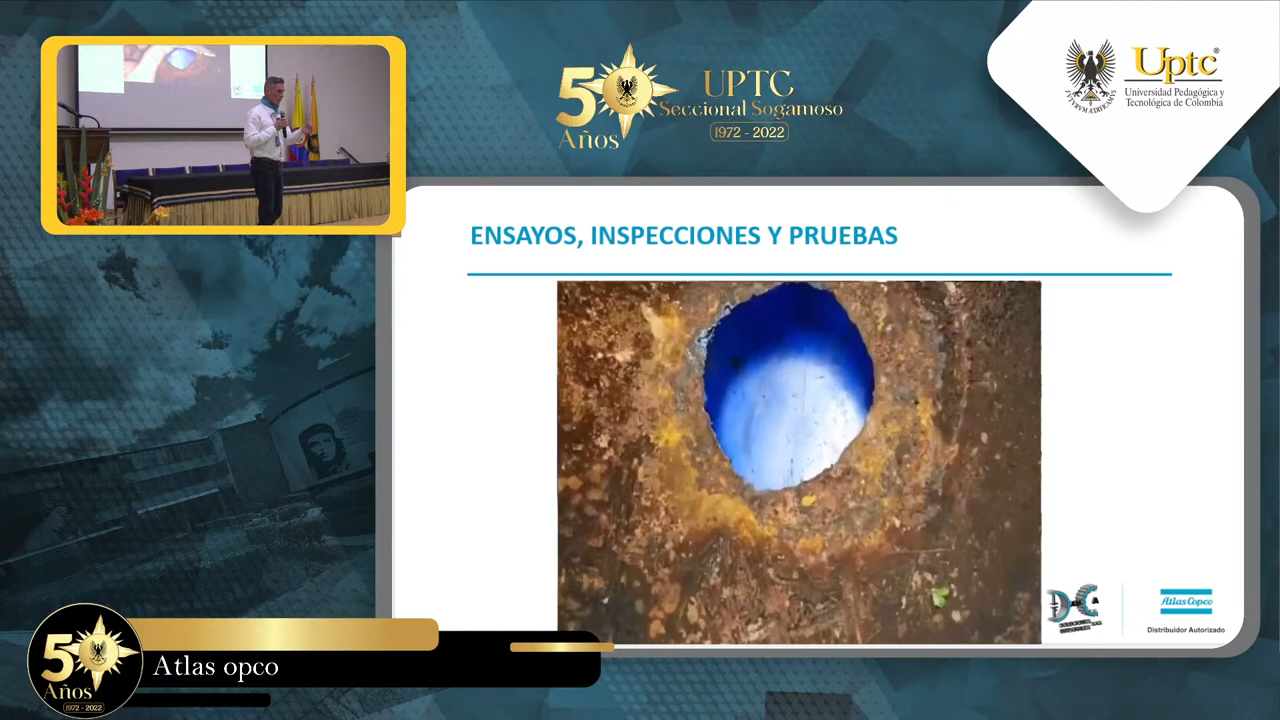 50
Años
UPTC
Seccional Sogamoso
1972 - 2022
Uptc®
Universidad Pedagógica y
Tecnológica de Colombia
ENSAYOS, INSPECCIONES Y PRUEBAS
Atlas Copco
Distribuidor Autorizado
50
Años
1972 - 2022
Atlas opco